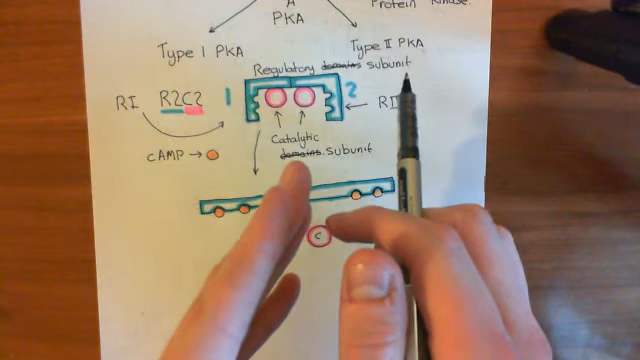 Protein Kinase.
A
PKA
Type I PKA
Type II PKA
Regulatory domains subunit
RI
R2C2
1
2
RII
cAMP
Catalytic
domains subunit
C